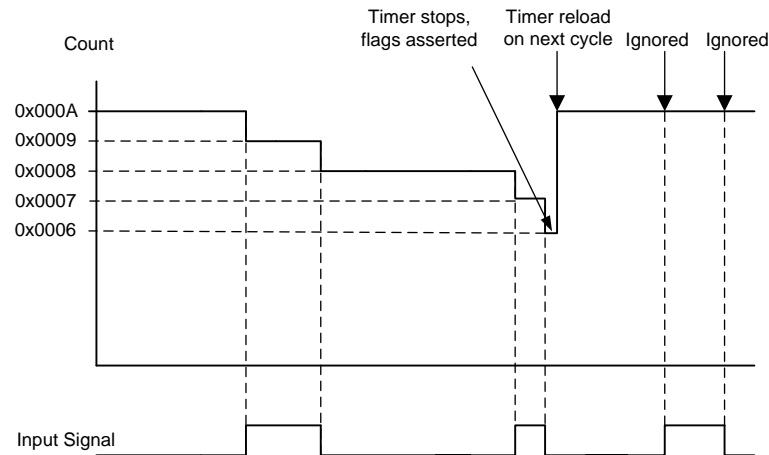 Timer stops,
flags asserted
Timer reload
on next cycle
Ignored
Ignored
Count
0x000A
0x0009
0x0008
0x0007
0x0006
Input Signal